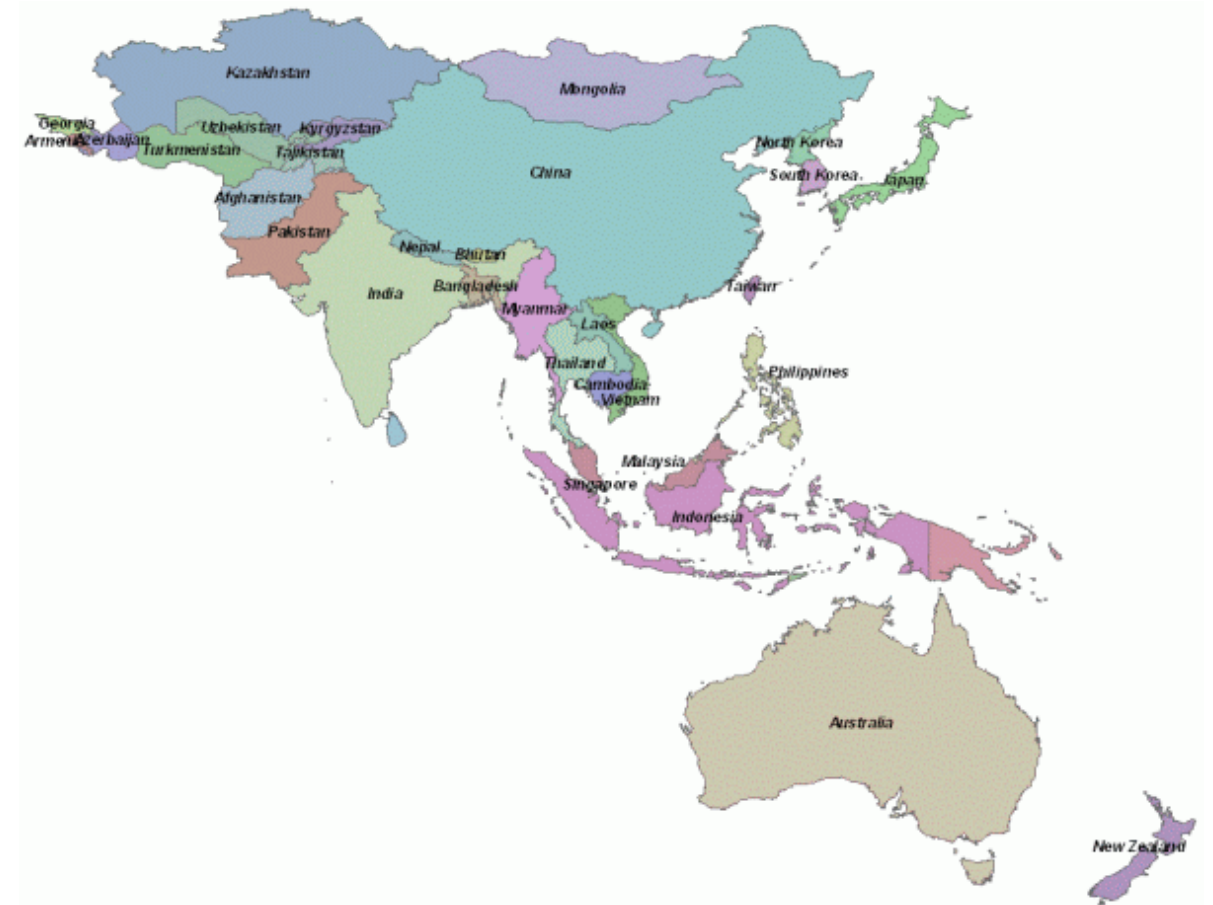 Kazakhstan
Mongolia
Georgia
Uzbekistan
Kyrgyzstan
Armenia
Azerbaijan
Turkmenistan
Tajikistan
North Korea
China
South Korea
Japan
Afghanistan
Pakistan
Nepal
Bhutan
Bangladesh
Taiwan
India
Myanmar
Laos
Thailand
Philippines
Cambodia
Vietnam
Malaysia
Singapore
Indonesia
Australia
New Zealand